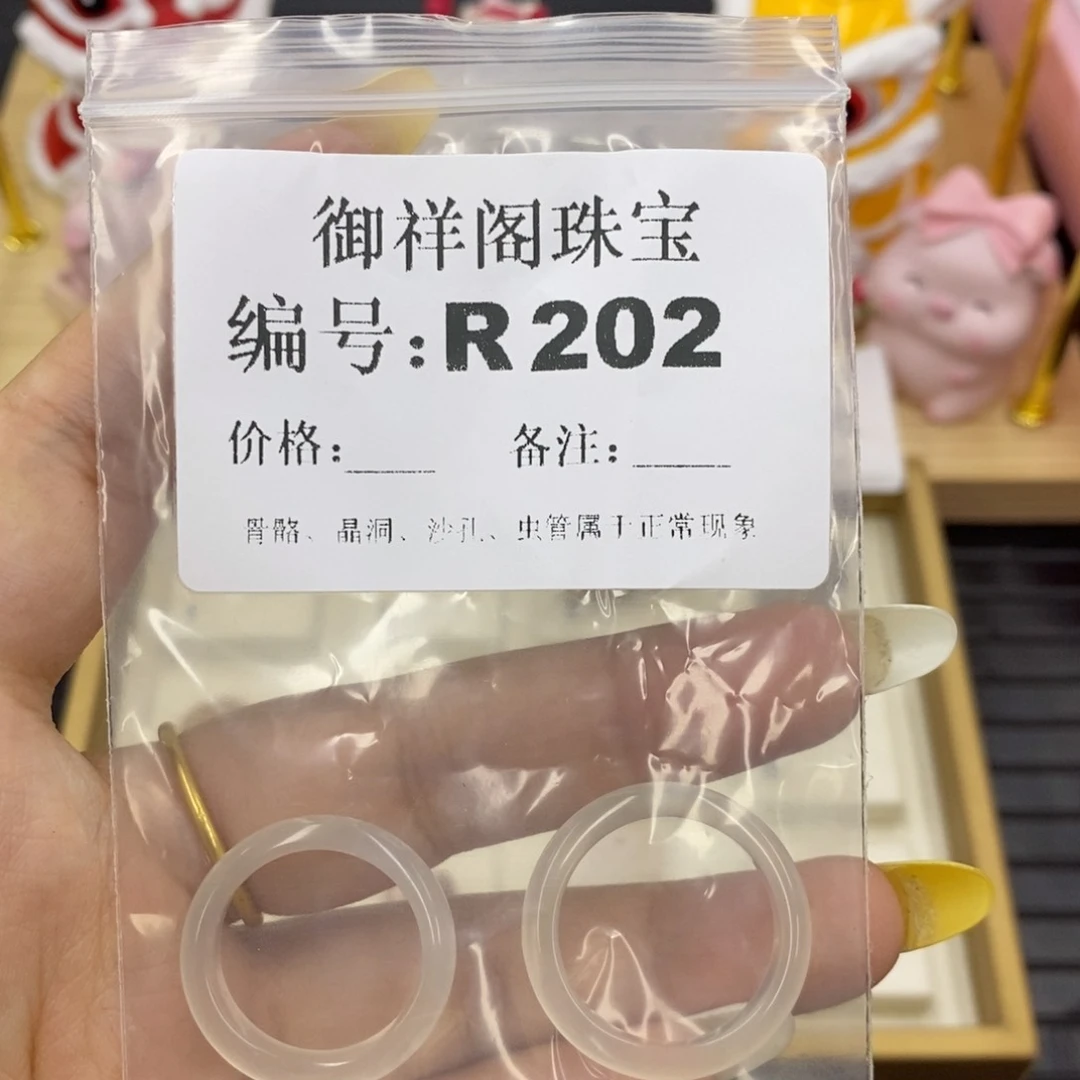 御祥阁珠宝
编号:R202
价格:____ 备注:____
骨骼、晶洞、沙孔、虫管属于正常现象